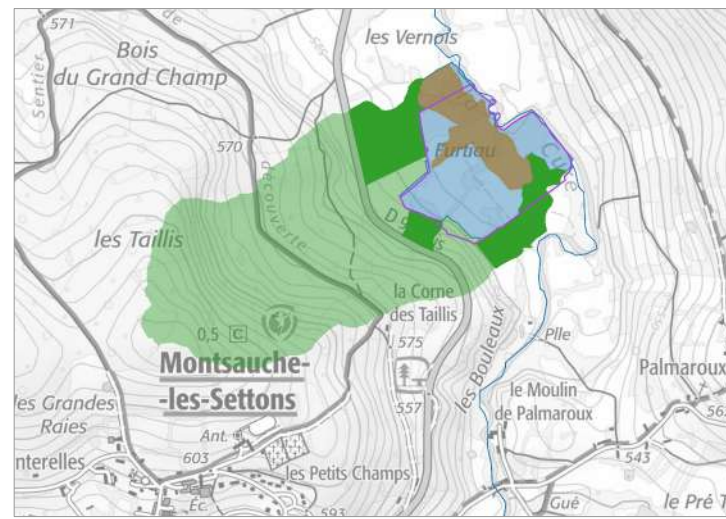 571
de
les Vernois
Bois
du Grand Champ
Sentier
585
570
découverte
Furtiau
Cure
les Taillis
D
la Corne
des Taillis
0,5 C
Montsauche-
-les-Settons
575
Plle
les Bouleaux
Palmaroux
les Grandes
Raies
Ant.
557
le Moulin
de Palmaroux
nterelles
603
les Petits Champs
543
Éc.
593
Gué
le Pré T